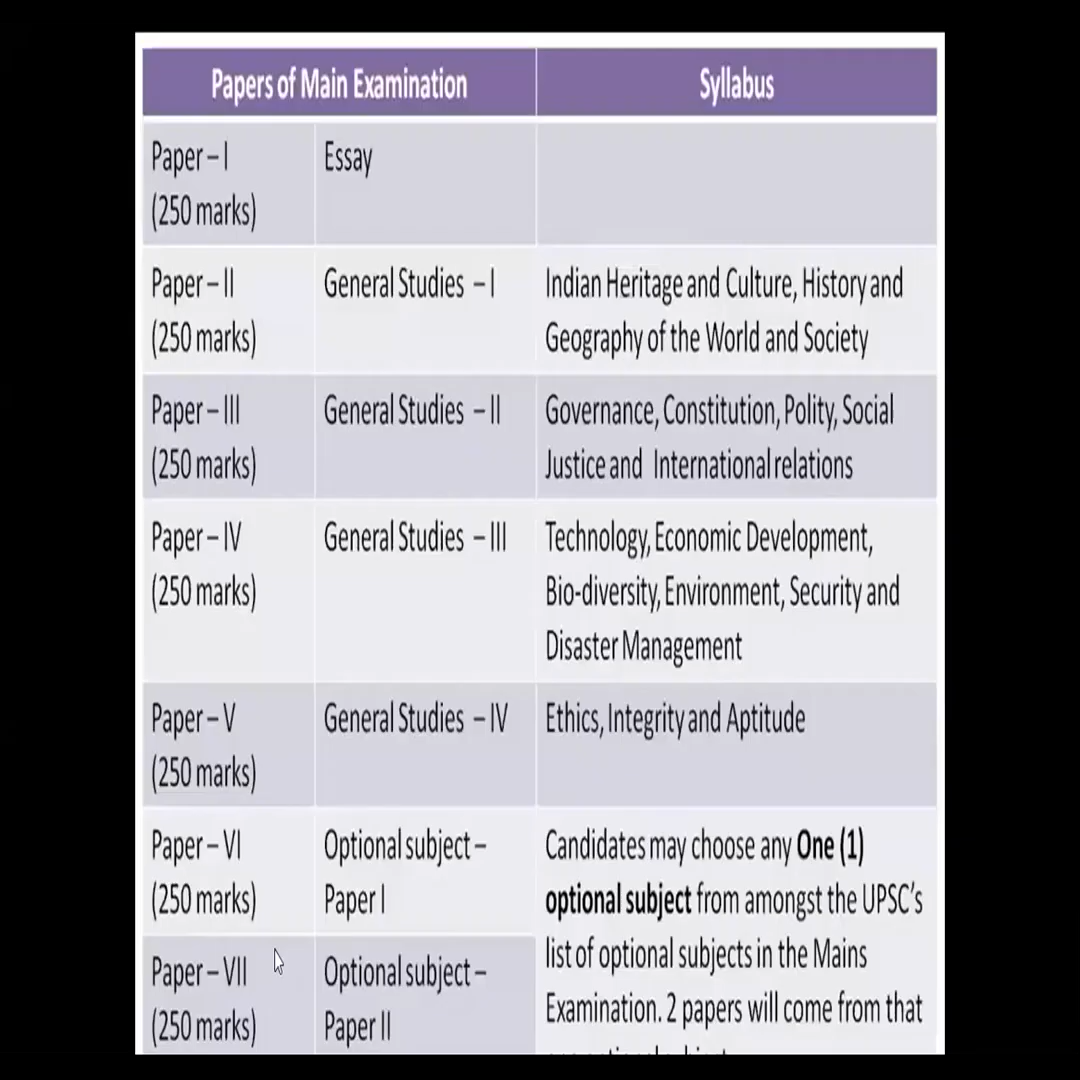 Papers of Main Examination Syllabus
Paper – I Essay
(250 marks)
Paper – II General Studies – I Indian Heritage and Culture, History and
(250 marks) Geography of the World and Society
Paper – III General Studies – II Governance, Constitution, Polity, Social
(250 marks) Justice and International relations
Paper – IV General Studies – III Technology, Economic Development,
(250 marks) Bio-diversity, Environment, Security and
Disaster Management
Paper – V General Studies – IV Ethics, Integrity and Aptitude
(250 marks)
Paper – VI Optional subject – Candidates may choose any One (1)
(250 marks) Paper I optional subject from amongst the UPSC's
list of optional subjects in the Mains
Paper – VII Optional subject – Examination. 2 papers will come from that
(250 marks) Paper II